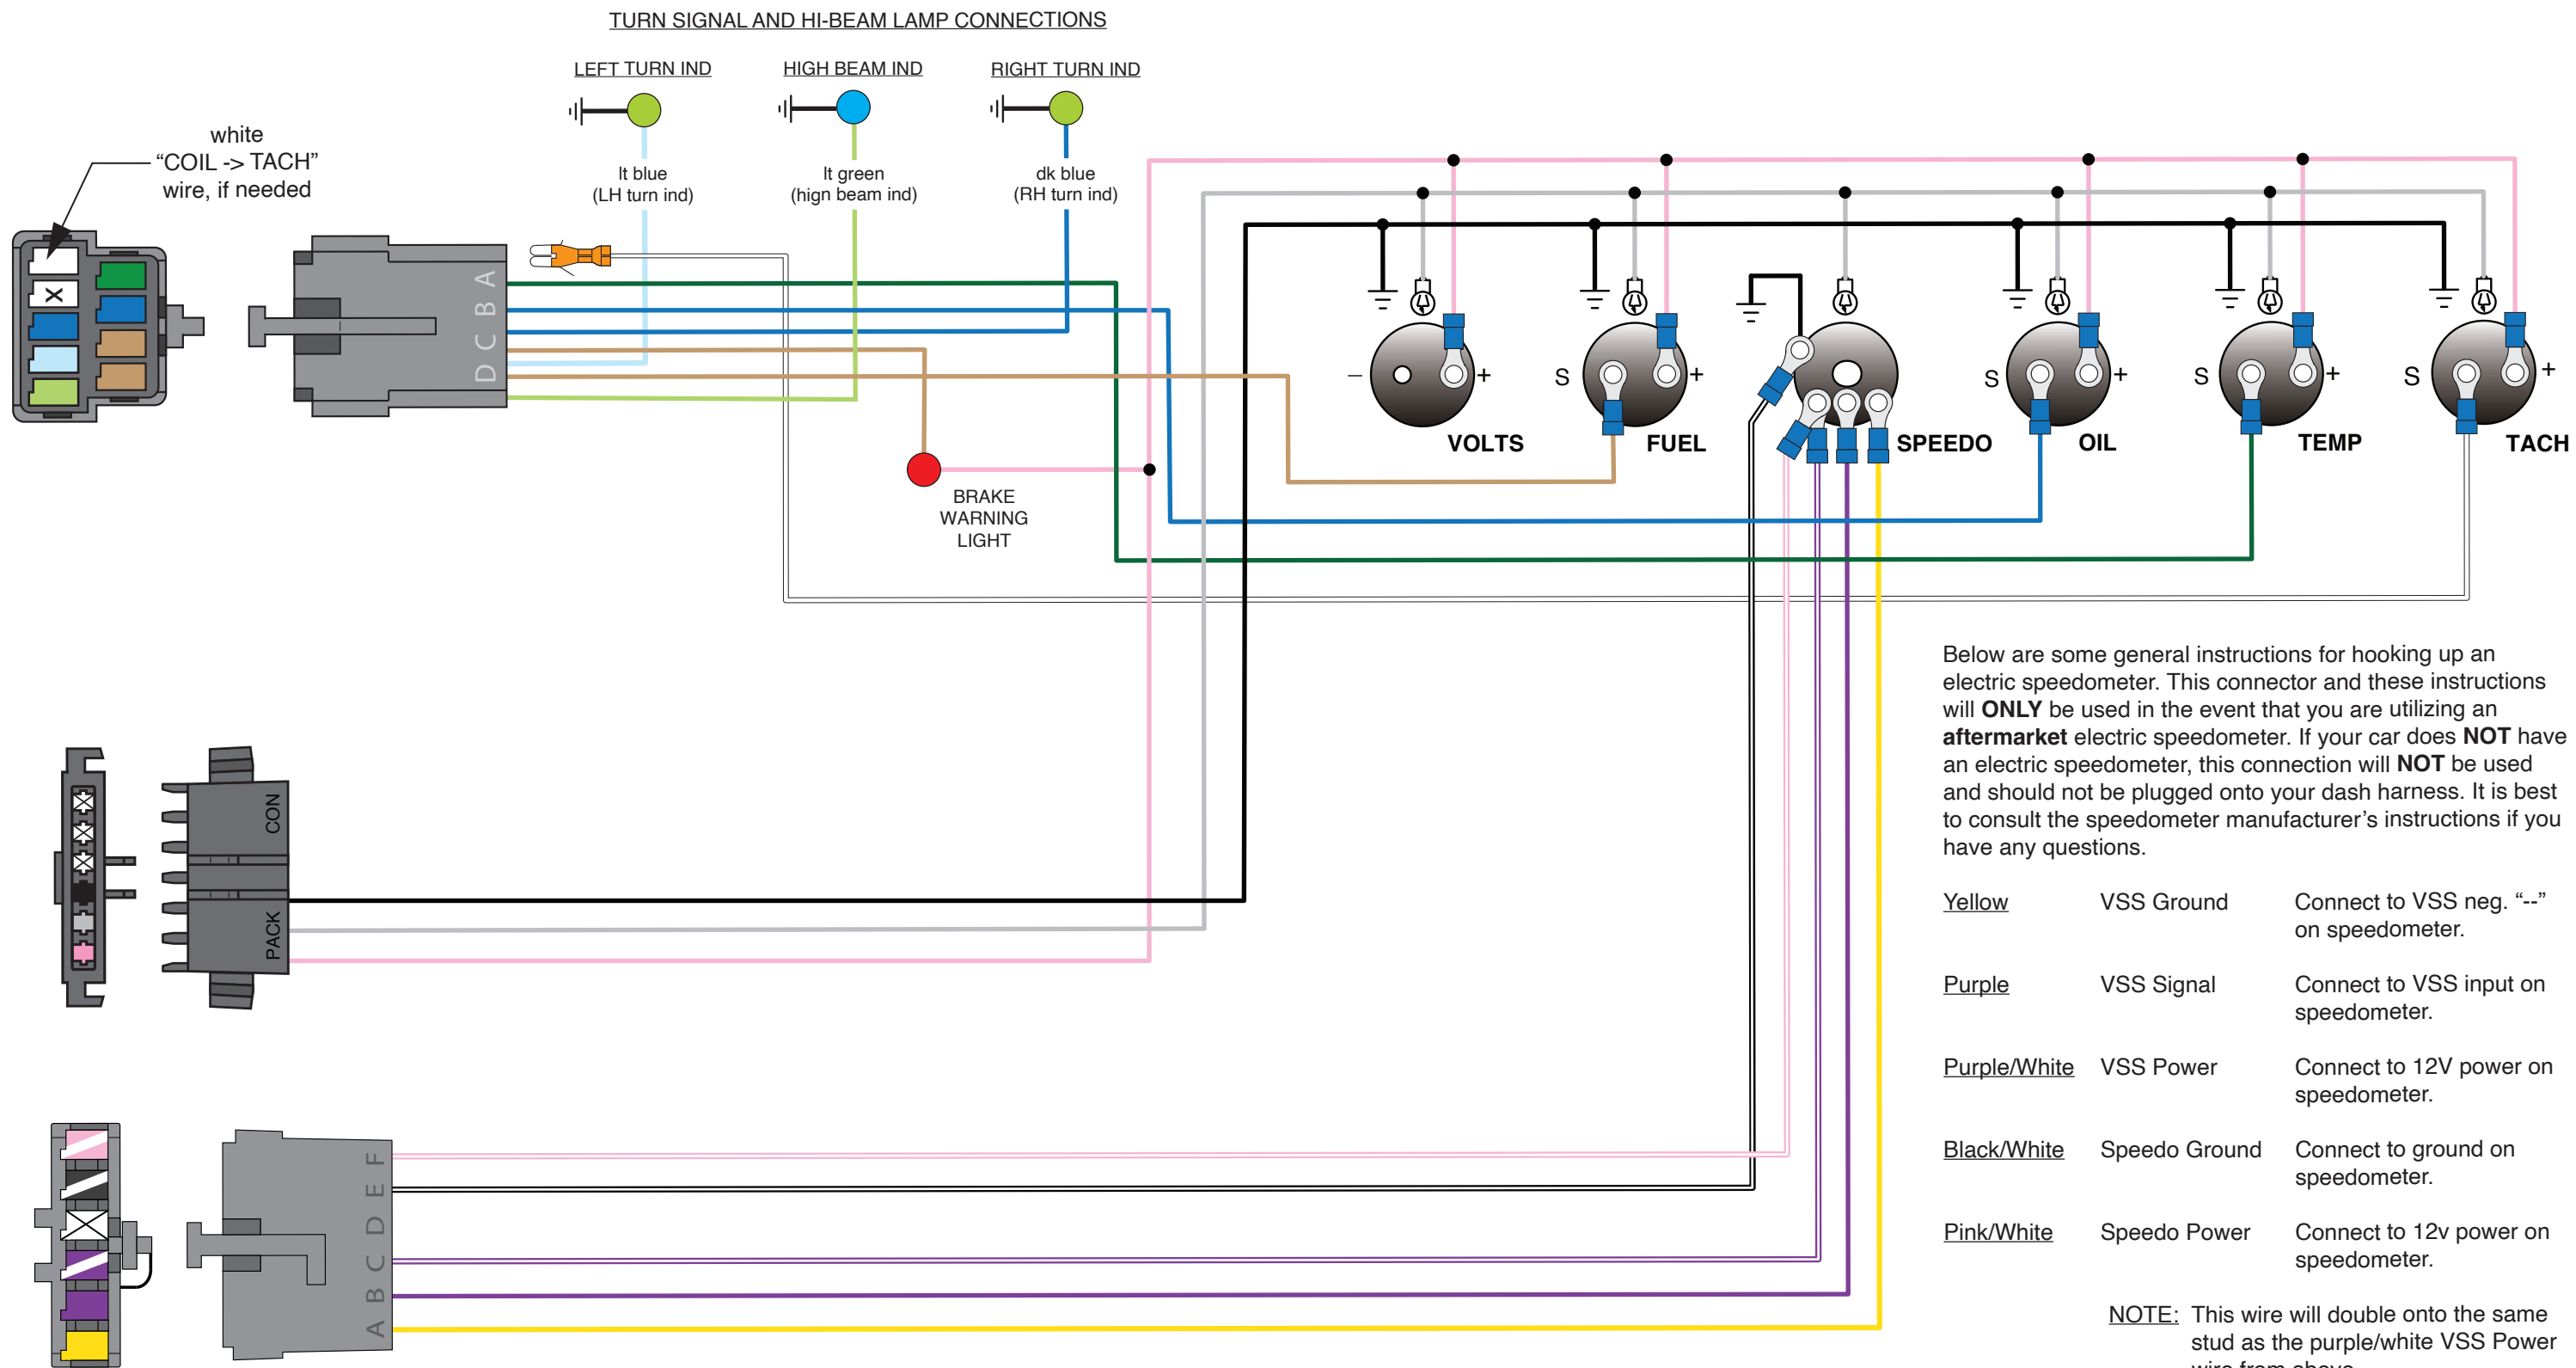 TURN SIGNAL AND HI-BEAM LAMP CONNECTIONS
LEFT TURN IND
HIGH BEAM IND
RIGHT TURN IND
white
“COIL -> TACH”
wire, if needed
lt blue
(LH turn ind)
lt green
(hign beam ind)
dk blue
(RH turn ind)
X
A
B
C
D
– +
VOLTS
S +
FUEL
SPEEDO
S +
OIL
S +
TEMP
S +
TACH
BRAKE
WARNING
LIGHT
CON
PACK
F
E
D
C
B
A
Below are some general instructions for hooking up an
electric speedometer. This connector and these instructions
will ONLY be used in the event that you are utilizing an
aftermarket electric speedometer. If your car does NOT have
an electric speedometer, this connection will NOT be used
and should not be plugged onto your dash harness. It is best
to consult the speedometer manufacturer’s instructions if you
have any questions.
Yellow VSS Ground Connect to VSS neg. “--”
on speedometer.
Purple VSS Signal Connect to VSS input on
speedometer.
Purple/White VSS Power Connect to 12V power on
speedometer.
Black/White Speedo Ground Connect to ground on
speedometer.
Pink/White Speedo Power Connect to 12v power on
speedometer.
NOTE: This wire will double onto the same
stud as the purple/white VSS Power
wire from above